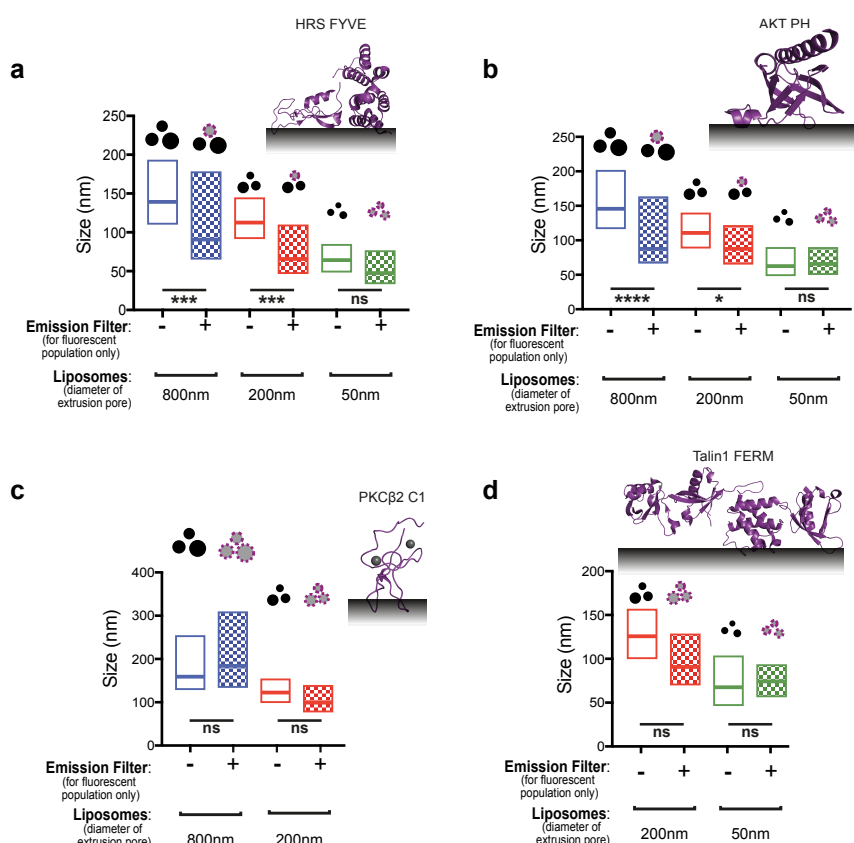 a
HRS FYVE
Size (nm)
250
200
150
100
50
0
*** *** ns
Emission Filter: - + - + - +
(for fluorescent
population only)
Liposomes:
(diameter of
extrusion pore)
800nm 200nm 50nm
b
AKT PH
Size (nm)
250
200
150
100
50
0
**** * ns
Emission Filter: - + - + - +
(for fluorescent
population only)
Liposomes:
(diameter of
extrusion pore)
800nm 200nm 50nm
c
PKCβ2 C1
Size (nm)
400
300
200
100
0
ns ns
Emission Filter: - + - +
(for fluorescent
population only)
Liposomes:
(diameter of
extrusion pore)
800nm 200nm
d
Talin1 FERM
Size (nm)
200
150
100
50
0
ns ns
Emission Filter: - + - +
(for fluorescent
population only)
Liposomes:
(diameter of
extrusion pore)
200nm 50nm